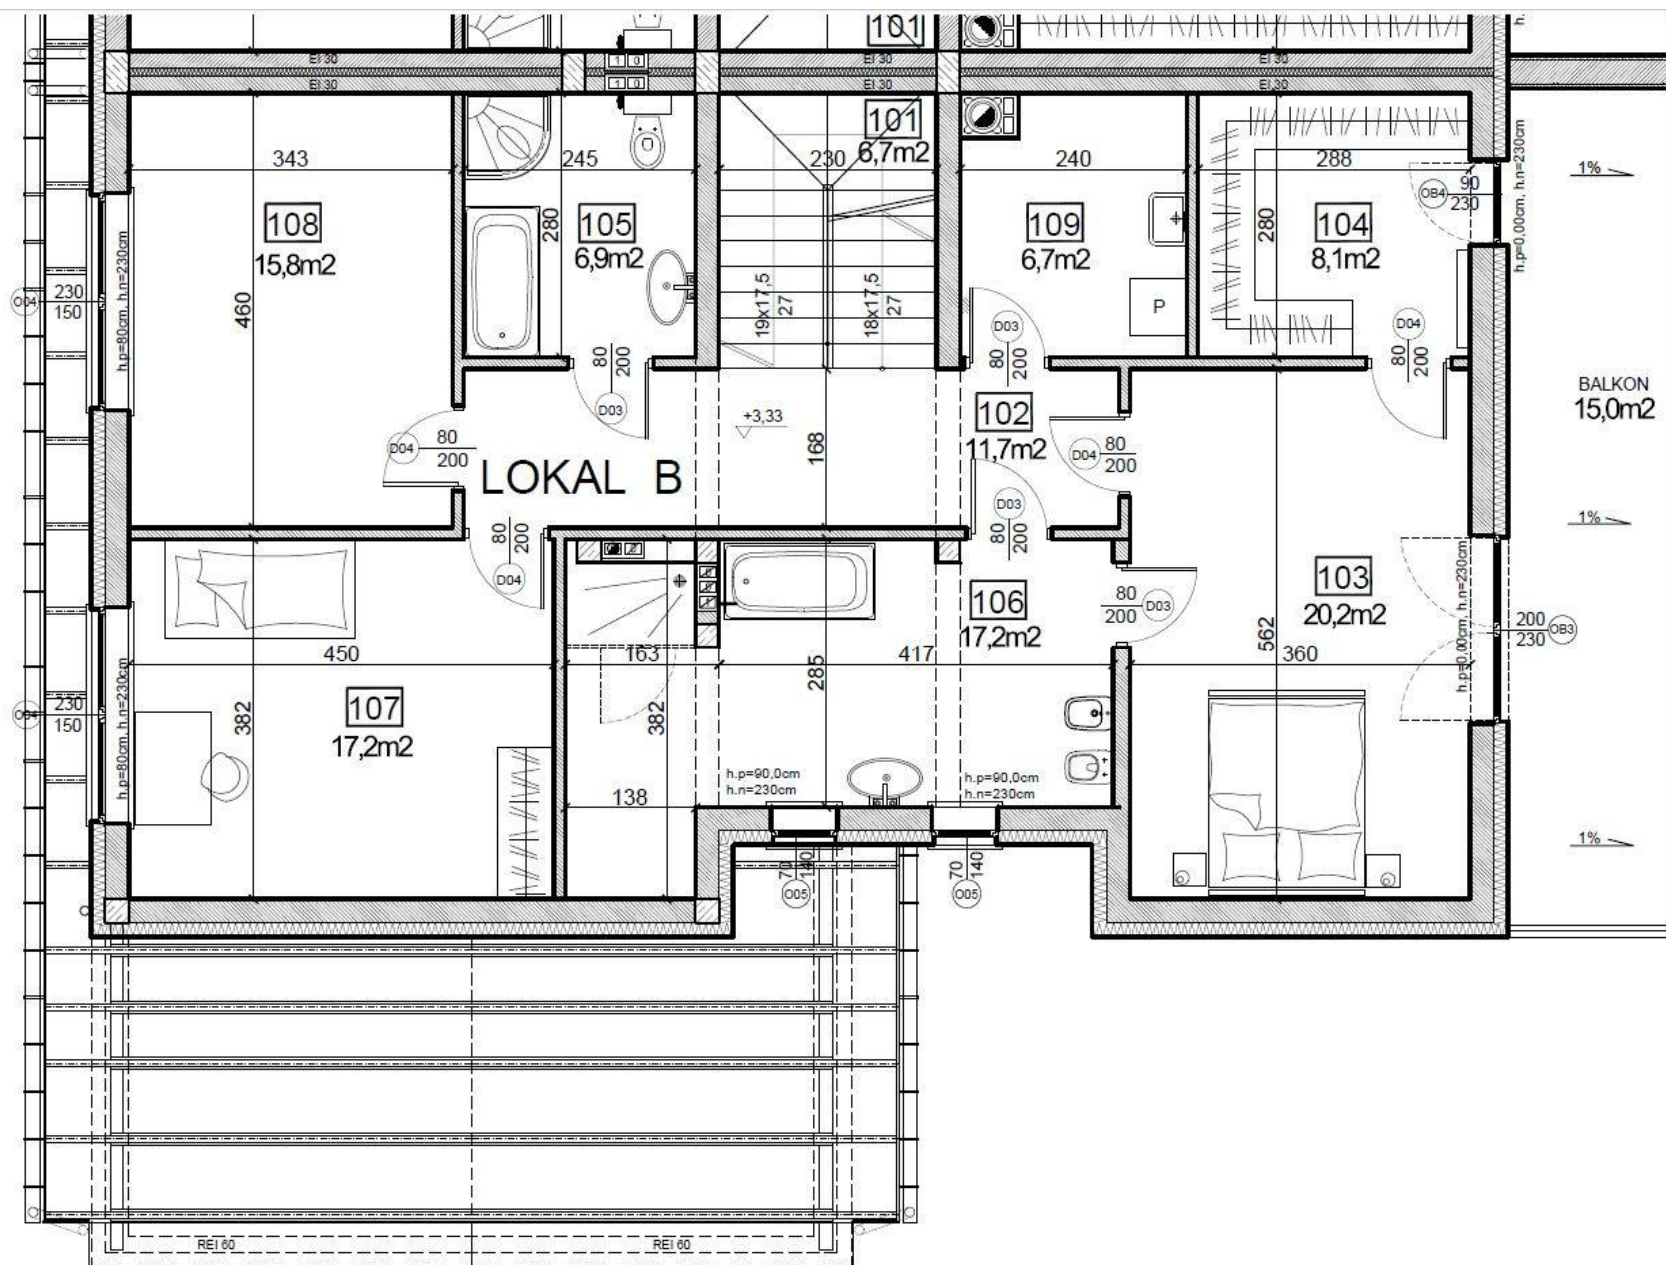 101
h.
EI 30
EI 30
EI 30
1 0
EI 30
1 0
EI 30
EI 30
101
6,7m2
343
245
230
240
288
h.p=0,00cm, h.n=230cm
1%
OB4
90
230
108
15,8m2
105
6,9m2
280
109
6,7m2
280
104
8,1m2
h.p=80cm, h.n=230cm
O04
230
150
460
19x17,5
27
18x17,5
27
P
D03
80
200
D04
80
200
80
200
D03
BALKON
15,0m2
102
11,7m2
+3,33
168
D04
80
200
D04
80
200
LOKAL B
D03
80
200
1%
80
200
D04
103
20,2m2
h.p=0,00cm, h.n=230cm
106
17,2m2
80
200
D03
200
230
OB3
562
360
450
163
417
285
h.p=80cm, h.n=230cm
O04
230
150
382
107
17,2m2
382
h.p=90,0cm
h.n=230cm
h.p=90,0cm
h.n=230cm
138
1%
70
140
O05
70
140
O05
REI 60
REI 60